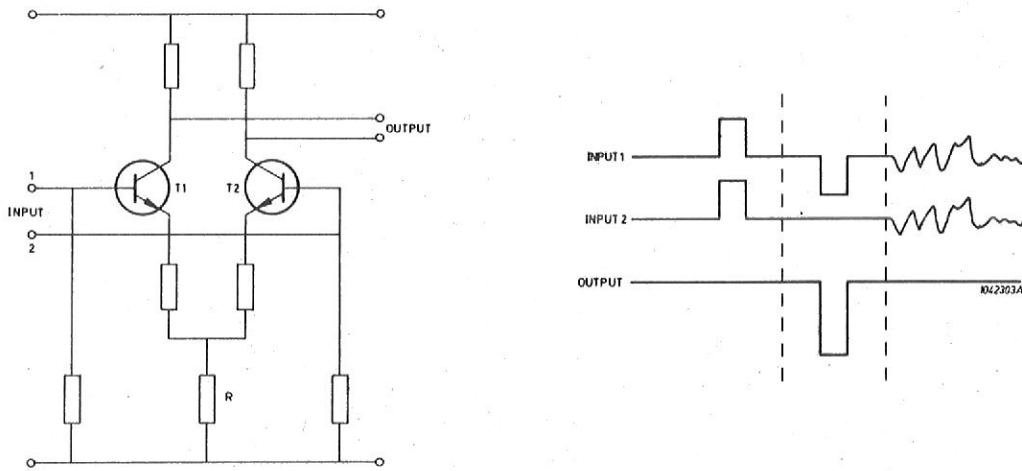 OUTPUT
1
T1
T2
INPUT
2
R
INPUT 1
INPUT 2
OUTPUT
1042303A